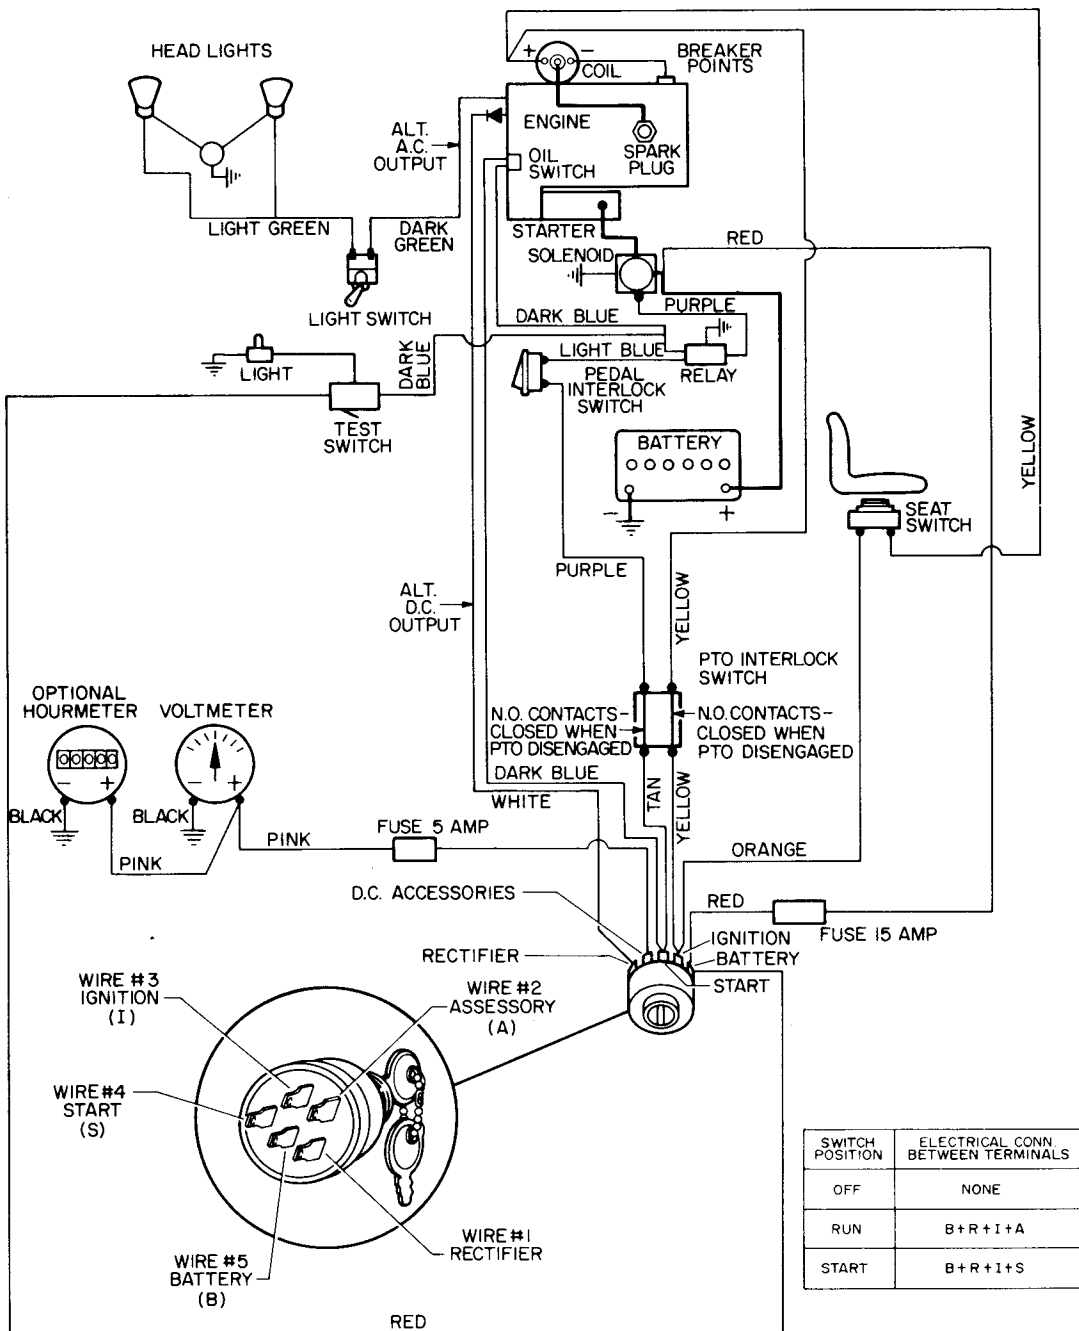 HEAD LIGHTS
+
-
COIL
BREAKER
POINTS
ENGINE
ALT.
A.C.
OUTPUT
OIL
SWITCH
SPARK
PLUG
LIGHT GREEN
DARK
GREEN
STARTER
SOLENOID
RED
LIGHT SWITCH
DARK BLUE
PURPLE
LIGHT
DARK
BLUE
LIGHT BLUE
PEDAL
INTERLOCK
SWITCH
RELAY
TEST
SWITCH
BATTERY
-
+
YELLOW
SEAT
SWITCH
PURPLE
YELLOW
ALT.
D.C.
OUTPUT
PTO INTERLOCK
SWITCH
OPTIONAL
HOURMETER
VOLTMETER
N.O. CONTACTS-
CLOSED WHEN
PTO DISENGAGED
N.O. CONTACTS-
CLOSED WHEN
PTO DISENGAGED
00000
- +
- +
DARK BLUE
WHITE
TAN
YELLOW
BLACK
BLACK
PINK
PINK
FUSE 5 AMP
ORANGE
D.C. ACCESSORIES
RED
FUSE 15 AMP
RECTIFIER
IGNITION
BATTERY
START
WIRE #3
IGNITION
(I)
WIRE #2
ASSESSORY
(A)
WIRE #4
START
(S)
WIRE #1
RECTIFIER
WIRE #5
BATTERY
(B)
RED
SWITCH
POSITION
ELECTRICAL CONN.
BETWEEN TERMINALS
OFF
NONE
RUN
B+R+I+A
START
B+R+I+S